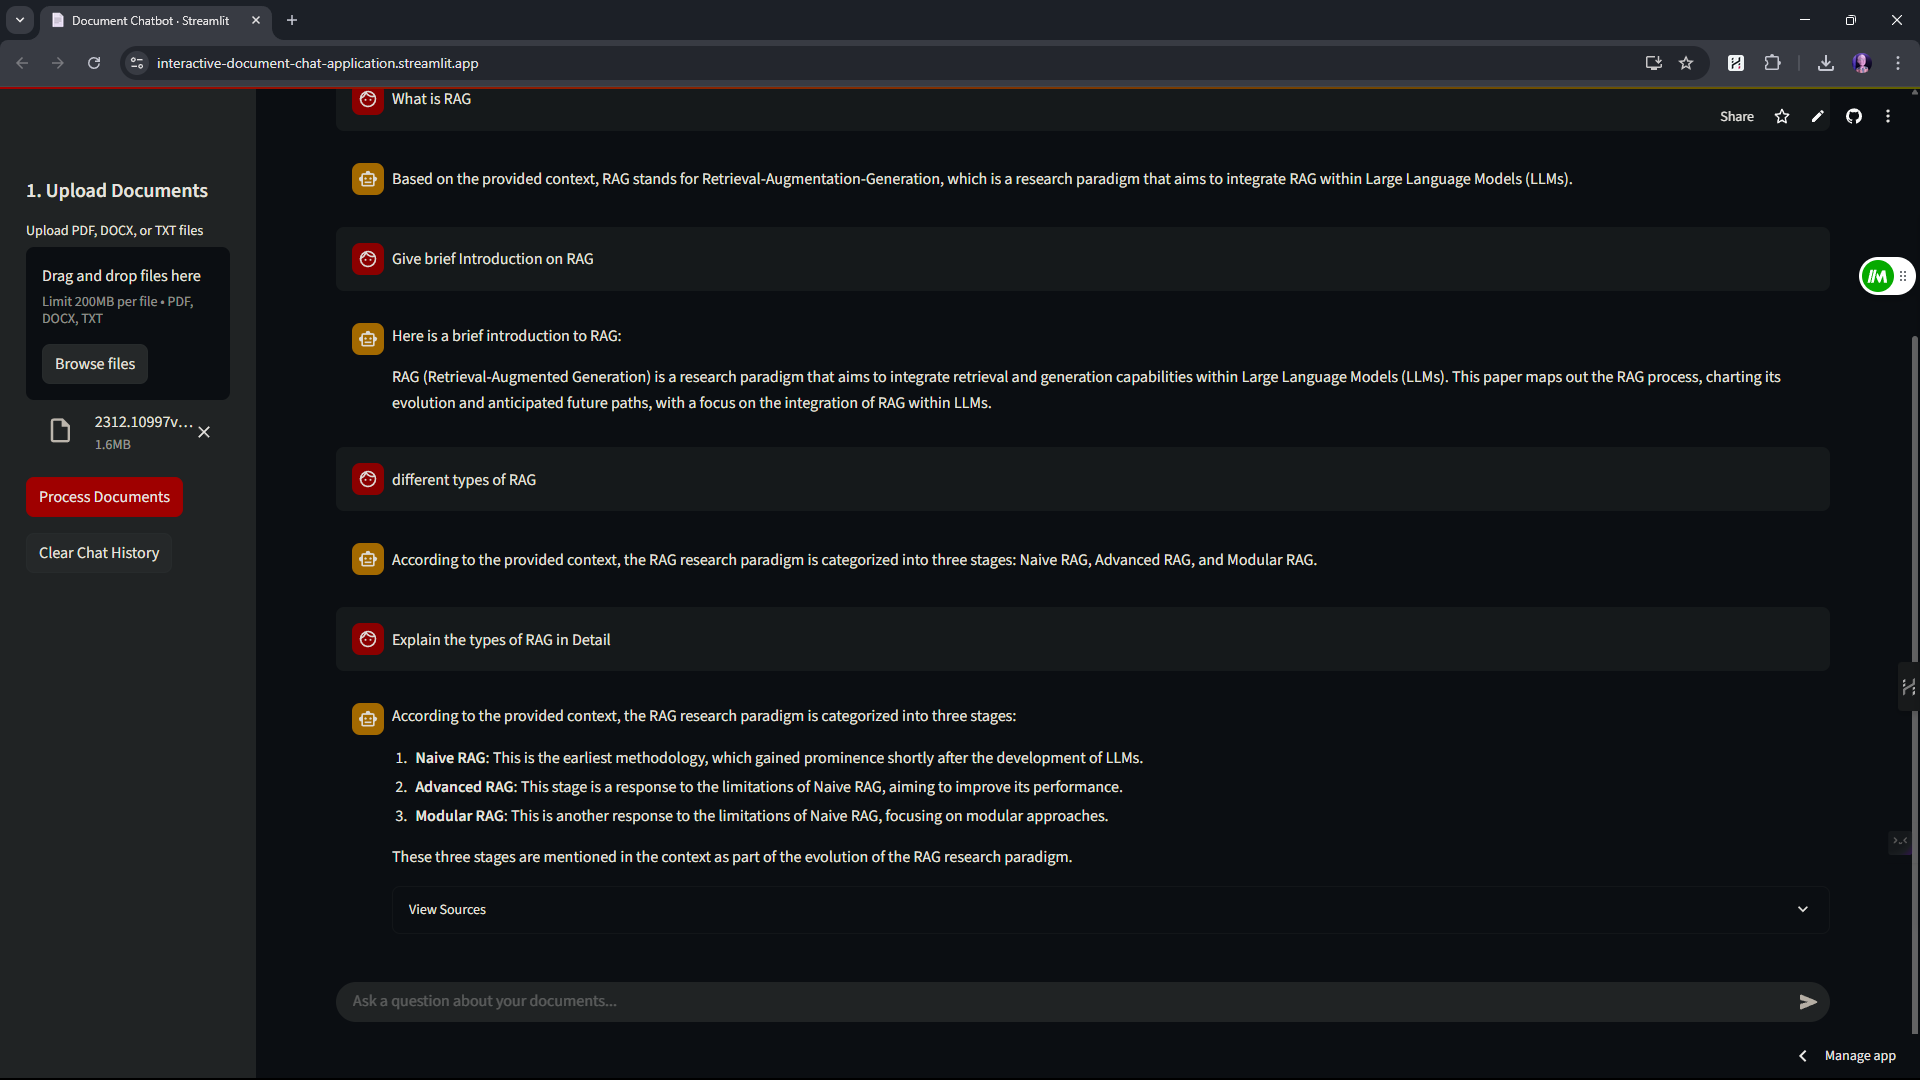 Document Chatbot · Streamlit
interactive-document-chat-application.streamlit.app
Share
1. Upload Documents
Upload PDF, DOCX, or TXT files
Drag and drop files here
Limit 200MB per file • PDF,
DOCX, TXT
Browse files
2312.10997v...
1.6MB
Process Documents
Clear Chat History
What is RAG
Based on the provided context, RAG stands for Retrieval-Augmentation-Generation, which is a research paradigm that aims to integrate RAG within Large Language Models (LLMs).
Give brief Introduction on RAG
Here is a brief introduction to RAG:
RAG (Retrieval-Augmented Generation) is a research paradigm that aims to integrate retrieval and generation capabilities within Large Language Models (LLMs). This paper maps out the RAG process, charting its
evolution and anticipated future paths, with a focus on the integration of RAG within LLMs.
different types of RAG
According to the provided context, the RAG research paradigm is categorized into three stages: Naive RAG, Advanced RAG, and Modular RAG.
Explain the types of RAG in Detail
According to the provided context, the RAG research paradigm is categorized into three stages:
1. Naive RAG: This is the earliest methodology, which gained prominence shortly after the development of LLMs.
2. Advanced RAG: This stage is a response to the limitations of Naive RAG, aiming to improve its performance.
3. Modular RAG: This is another response to the limitations of Naive RAG, focusing on modular approaches.
These three stages are mentioned in the context as part of the evolution of the RAG research paradigm.
View Sources
Ask a question about your documents...
Manage app